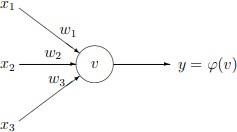 x₁
w₁
w₂
x₂ v y = φ(v)
w₃
x₃